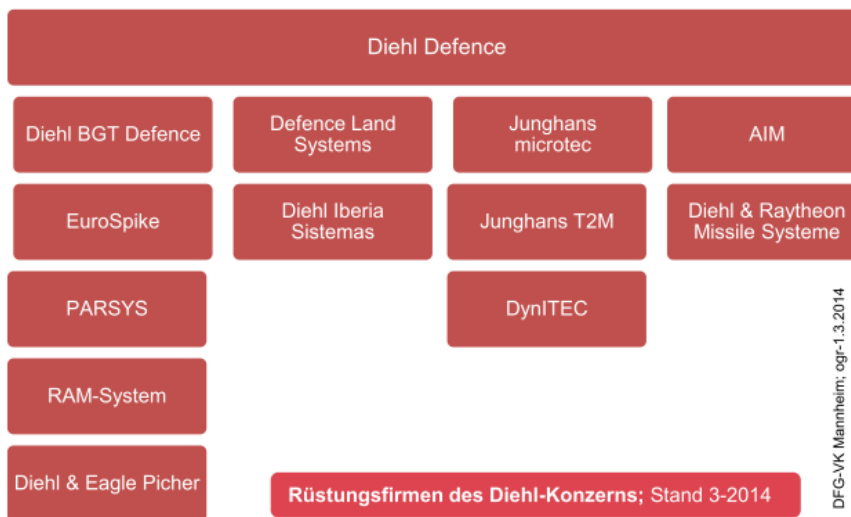 Diehl Defence
Diehl BGT Defence
Defence Land
Systems
Junghans
microtec
AIM
EuroSpike
Diehl Iberia
Sistemas
Junghans T2M
Diehl & Raytheon
Missile Systeme
PARSYS
DynITEC
RAM-System
Diehl & Eagle Picher
Rüstungsfirmen des Diehl-Konzerns; Stand 3-2014
DFG-VK Mannheim; ogr-1.3.2014